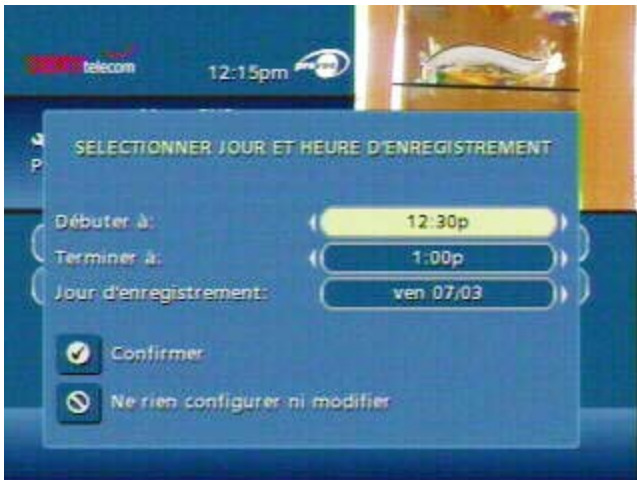 telecom
12:15pm
P
SELECTIONNER JOUR ET HEURE D'ENREGISTREMENT
Débuter à: 12:30p
Terminer à: 1:00p
Jour d'enregistrement: ven 07/03
Confirmer
Ne rien configurer ni modifier